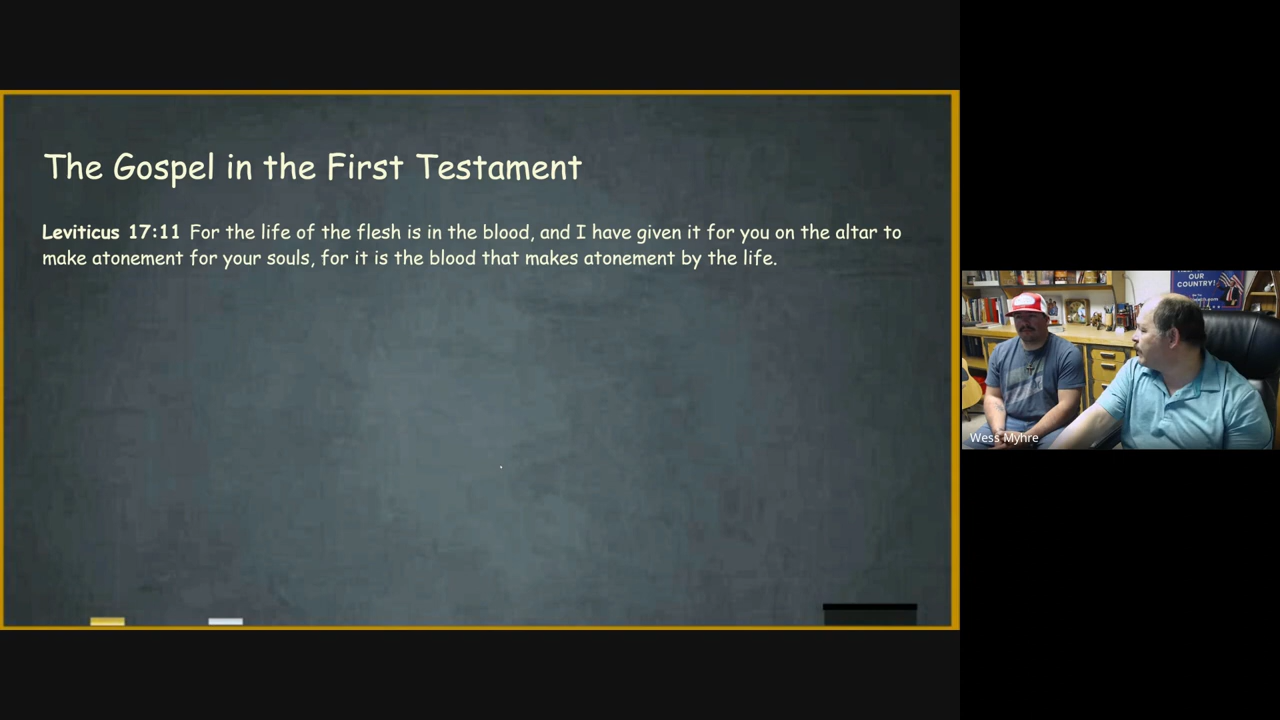 The Gospel in the First Testament
Leviticus 17:11 For the life of the flesh is in the blood, and I have given it for you on the altar to
make atonement for your souls, for it is the blood that makes atonement by the life.
OUR
COUNTRY!
Wess Myhre